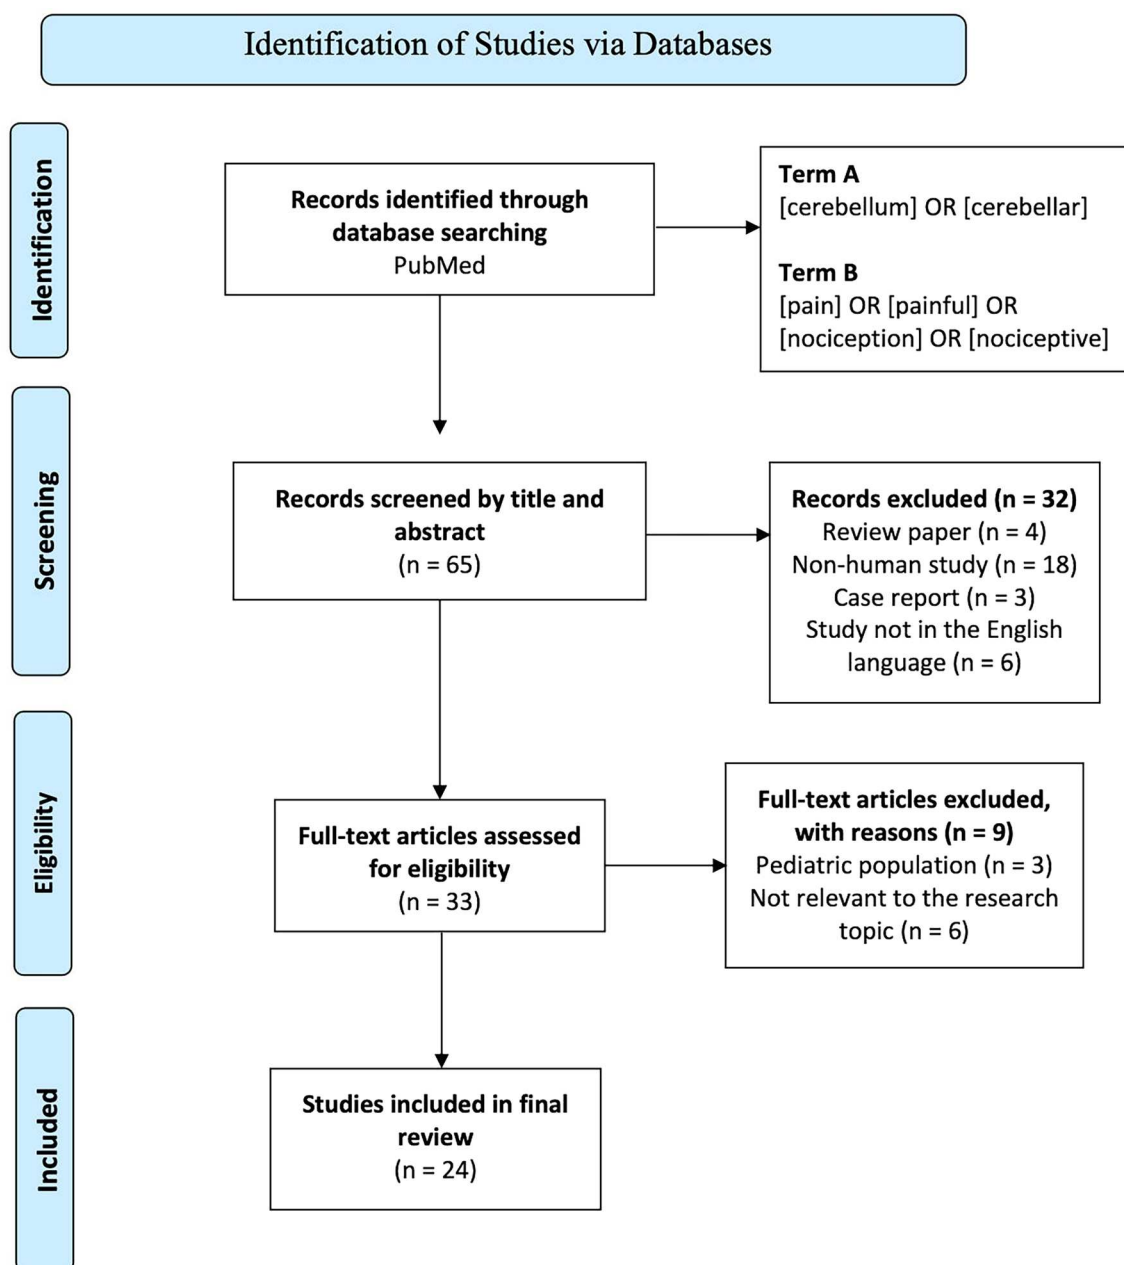 Identification of Studies via Databases
Identification
Records identified through
database searching
PubMed
Term A
[cerebellum] OR [cerebellar]
Term B
[pain] OR [painful] OR
[nociception] OR [nociceptive]
Screening
Records screened by title and
abstract
(n = 65)
Records excluded (n = 32)
Review paper (n = 4)
Non-human study (n = 18)
Case report (n = 3)
Study not in the English
language (n = 6)
Eligibility
Full-text articles assessed
for eligibility
(n = 33)
Full-text articles excluded,
with reasons (n = 9)
Pediatric population (n = 3)
Not relevant to the research
topic (n = 6)
Included
Studies included in final
review
(n = 24)